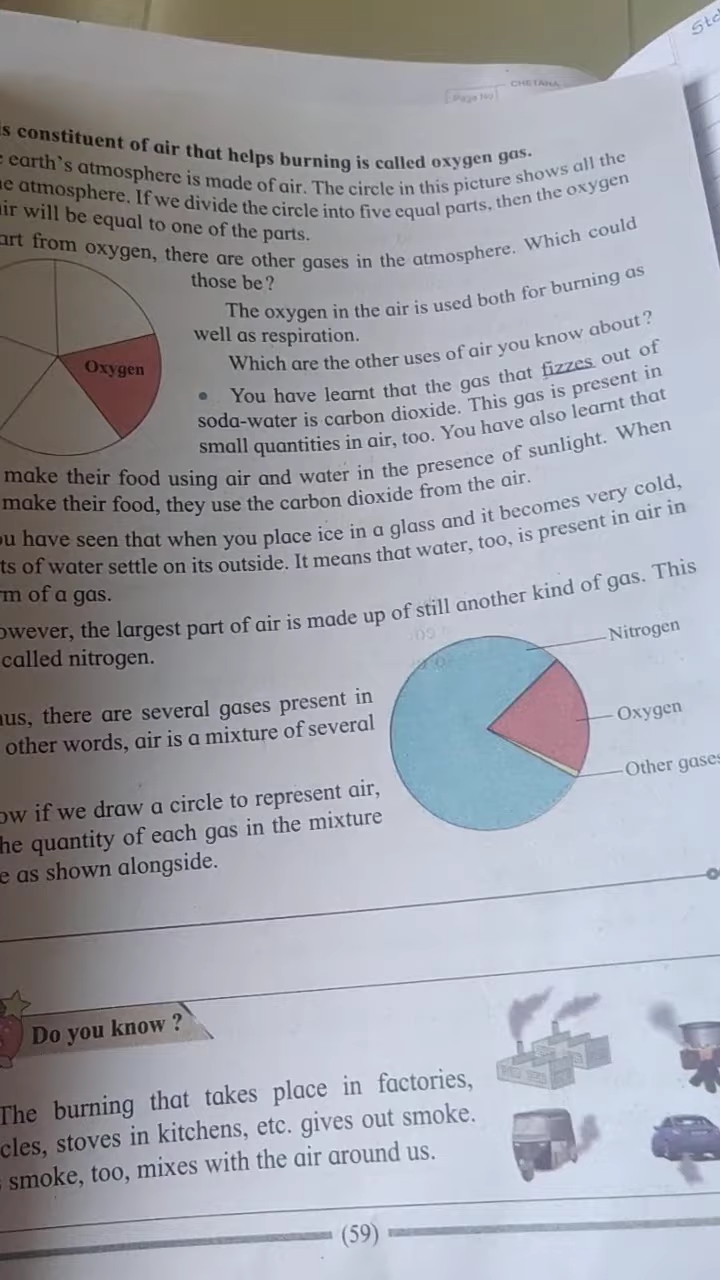 Std
CHETANA
Page No
s constituent of air that helps burning is called oxygen gas.
earth's atmosphere is made of air. The circle in this picture shows all the
e atmosphere. If we divide the circle into five equal parts, then the oxygen
ir will be equal to one of the parts.
art from oxygen, there are other gases in the atmosphere. Which could
those be?
The oxygen in the air is used both for burning as
well as respiration.
Oxygen
Which are the other uses of air you know about?
• You have learnt that the gas that fizzes out of
soda-water is carbon dioxide. This gas is present in
small quantities in air, too. You have also learnt that
make their food using air and water in the presence of sunlight. When
make their food, they use the carbon dioxide from the air.
ou have seen that when you place ice in a glass and it becomes very cold,
ts of water settle on its outside. It means that water, too, is present in air in
rm of a gas.
owever, the largest part of air is made up of still another kind of gas. This
called nitrogen.
Nitrogen
Oxygen
Other gases
us, there are several gases present in
other words, air is a mixture of several
ow if we draw a circle to represent air,
he quantity of each gas in the mixture
e as shown alongside.
Do you know ?
The burning that takes place in factories,
cles, stoves in kitchens, etc. gives out smoke.
smoke, too, mixes with the air around us.
(59)